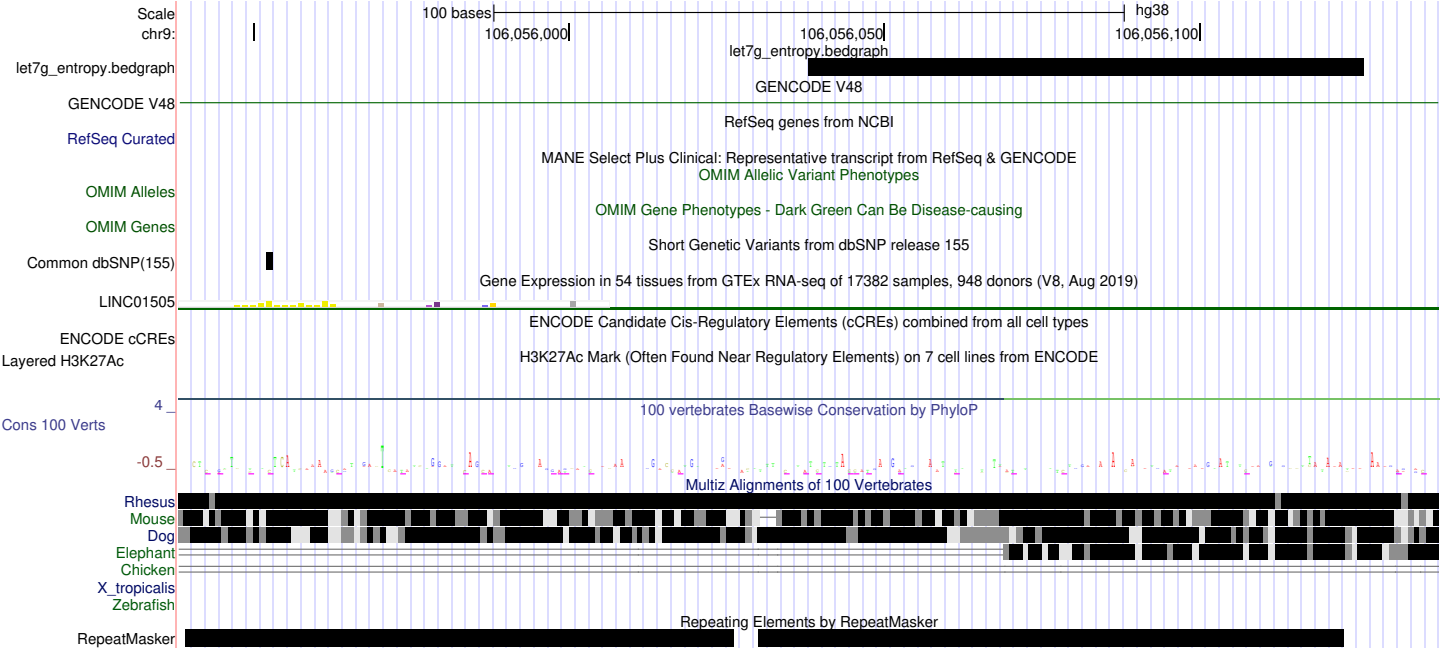 Scale 100 bases hg38
chr9: 106,056,000 106,056,050 106,056,100
let7g_entropy.bedgraph
let7g_entropy.bedgraph
GENCODE V48
GENCODE V48
RefSeq genes from NCBI
RefSeq Curated
MANE Select Plus Clinical: Representative transcript from RefSeq & GENCODE
OMIM Allelic Variant Phenotypes
OMIM Alleles
OMIM Gene Phenotypes - Dark Green Can Be Disease-causing
OMIM Genes
Short Genetic Variants from dbSNP release 155
Common dbSNP(155)
Gene Expression in 54 tissues from GTEx RNA-seq of 17382 samples, 948 donors (V8, Aug 2019)
LINC01505
ENCODE Candidate Cis-Regulatory Elements (cCREs) combined from all cell types
ENCODE cCREs
H3K27Ac Mark (Often Found Near Regulatory Elements) on 7 cell lines from ENCODE
Layered H3K27Ac
4 _
100 vertebrates Basewise Conservation by PhyloP
Cons 100 Verts
-0.5 _
Multiz Alignments of 100 Vertebrates
Rhesus
Mouse
Dog
Elephant
Chicken
X_tropicalis
Zebrafish
Repeating Elements by RepeatMasker
RepeatMasker